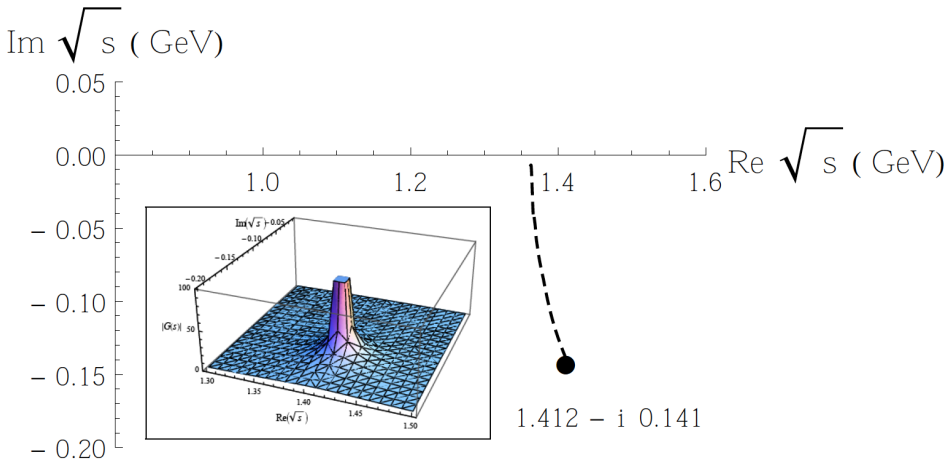 Im √s ( GeV)
0.05
0.00
Re √s ( GeV)
1.0 1.2 1.4 1.6
− 0.05
− 0.10
− 0.15
− 0.20
1.412 − i 0.141
Im(√s)
−0.05
−0.10
−0.15
−0.20
100
|G(s)|
50
0
1.30
1.35
1.40
1.45
1.50
Re(√s)